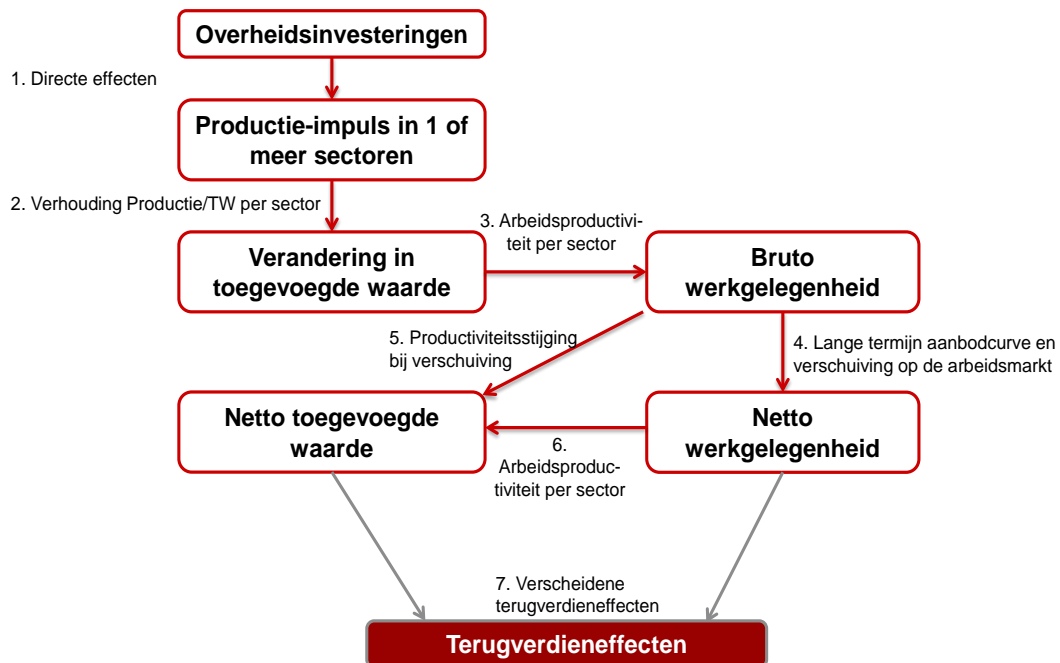 Overheidsinvesteringen
1. Directe effecten
Productie-impuls in 1 of
meer sectoren
2. Verhouding Productie/TW per sector
3. Arbeidsproductivi-
teit per sector
Verandering in
toegevoegde waarde
Bruto
werkgelegenheid
5. Productiviteitsstijging
bij verschuiving
4. Lange termijn aanbodcurve en
verschuiving op de arbeidsmarkt
Netto toegevoegde
waarde
Netto
werkgelegenheid
6.
Arbeidsproduc-
tiviteit per sector
7. Verscheidene
terugverdieneffecten
Terugverdieneffecten